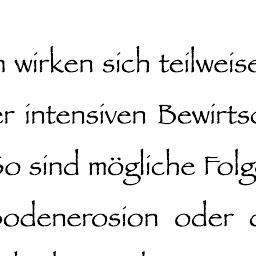 wirken sich teilweise
er intensiven Bewirtsc
So sind mögliche Folg
odenerosion oder